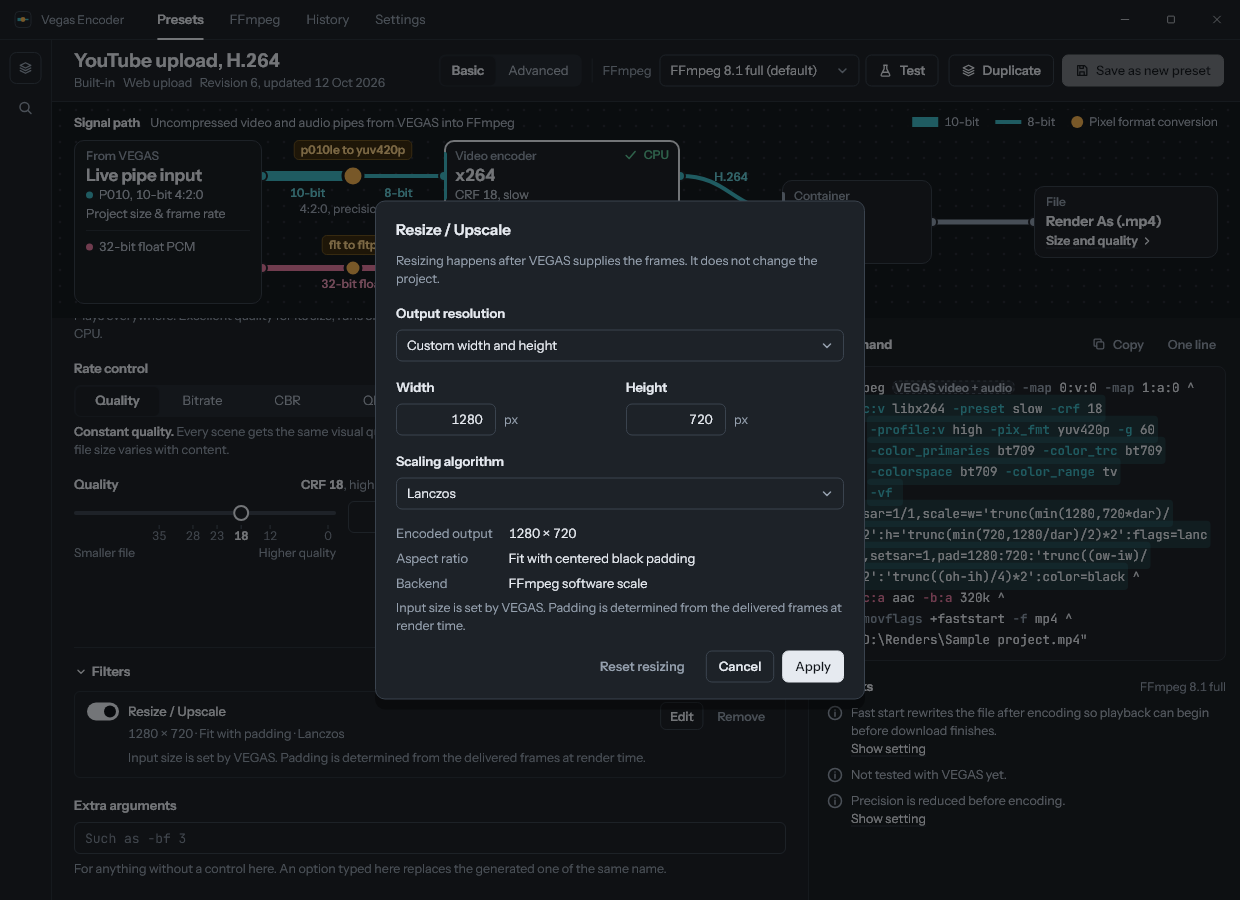 Vegas Encoder
Presets
FFmpeg
History
Settings
YouTube upload, H.264
Built-in Web upload Revision 6, updated 12 Oct 2026
Basic
Advanced
FFmpeg
FFmpeg 8.1 full (default)
Test
Duplicate
Save as new preset
Signal path Uncompressed video and audio pipes from VEGAS into FFmpeg
10-bit
8-bit
Pixel format conversion
From VEGAS
Live pipe input
P010, 10-bit 4:2:0
Project size & frame rate
32-bit float PCM
p010le to yuv420p
10-bit
8-bit
4:2:0, precisio
flt to fltp
32-bit floa
Video encoder
CPU
x264
CRF 18, slow
H.264
Container
File
Render As (.mp4)
Size and quality
CPU.
Rate control
Quality
Bitrate
CBR
Constant quality. Every scene gets the same visual qu
file size varies with content.
Quality
CRF 18, high
35 28 23 18 12 0
Smaller file
Higher quality
Resize / Upscale
Resizing happens after VEGAS supplies the frames. It does not change the
project.
Output resolution
Custom width and height
Width
Height
1280 px
720 px
Scaling algorithm
Lanczos
Encoded output 1280 × 720
Aspect ratio Fit with centered black padding
Backend FFmpeg software scale
Input size is set by VEGAS. Padding is determined from the delivered frames at
render time.
Reset resizing
Cancel
Apply
mand
Copy
One line
peg VEGAS video + audio -map 0:v:0 -map 1:a:0 ^
c:v libx264 -preset slow -crf 18
-profile:v high -pix_fmt yuv420p -g 60
-color_primaries bt709 -color_trc bt709
-colorspace bt709 -color_range tv
-vf
sar=1/1,scale=w='trunc(min(1280,720*dar)/
2':h='trunc(min(720,1280/dar)/2)*2':flags=lanc
,setsar=1,pad=1280:720:'trunc((ow-iw)/
2':'trunc((oh-ih)/4)*2':color=black ^
c:a aac -b:a 320k ^
movflags +faststart -f mp4 ^
D:\Renders\Sample project.mp4"
Filters
Resize / Upscale
1280 × 720 · Fit with padding · Lanczos
Input size is set by VEGAS. Padding is determined from the delivered frames at render time.
Edit
Remove
Extra arguments
Such as -bf 3
For anything without a control here. An option typed here replaces the generated one of the same name.
ks
FFmpeg 8.1 full
Fast start rewrites the file after encoding so playback can begin
before download finishes.
Show setting
Not tested with VEGAS yet.
Precision is reduced before encoding.
Show setting